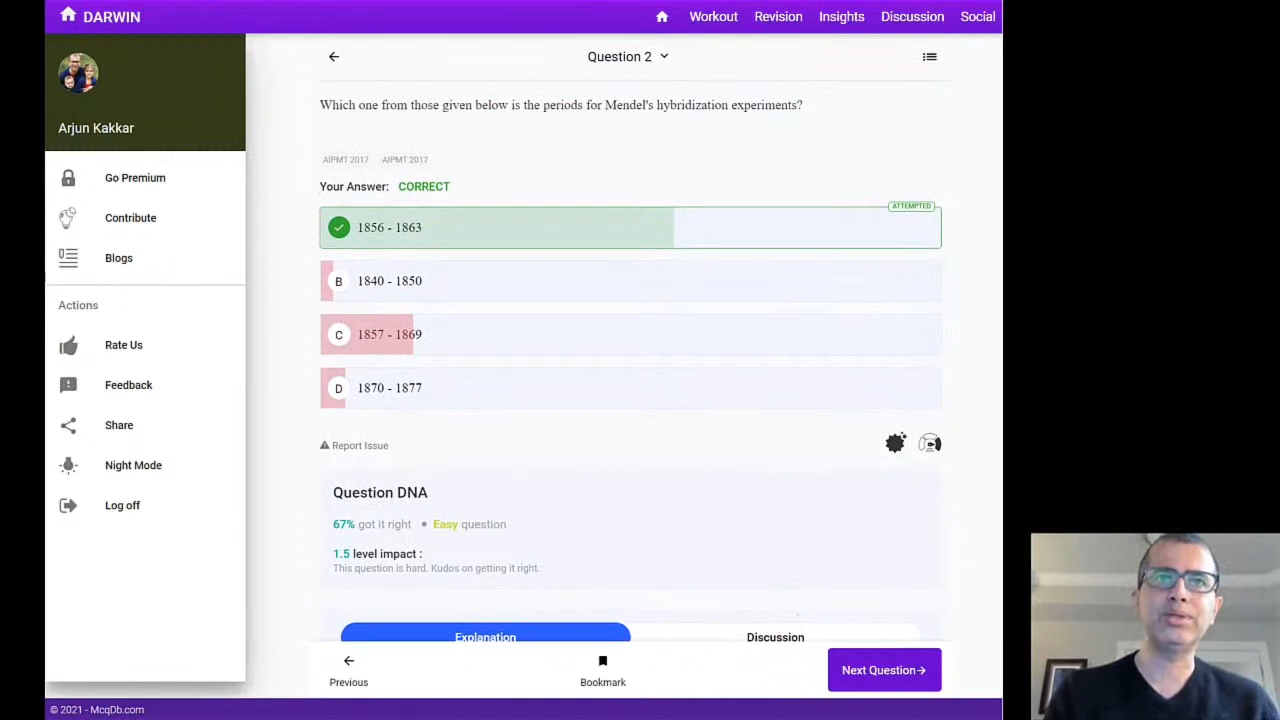 DARWIN
Workout Revision Insights Discussion Social
Arjun Kakkar
Go Premium
Contribute
Blogs
Actions
Rate Us
Feedback
Share
Night Mode
Log off
Question 2
Which one from those given below is the periods for Mendel's hybridization experiments?
AIPMT 2017 AIPMT 2017
Your Answer: CORRECT
ATTEMPTED
1856 - 1863
B 1840 - 1850
C 1857 - 1869
D 1870 - 1877
Report Issue
Question DNA
67% got it right • Easy question
1.5 level impact :
This question is hard. Kudos on getting it right.
Explanation Discussion
Previous
Bookmark
Next Question→
© 2021 - McqDb.com